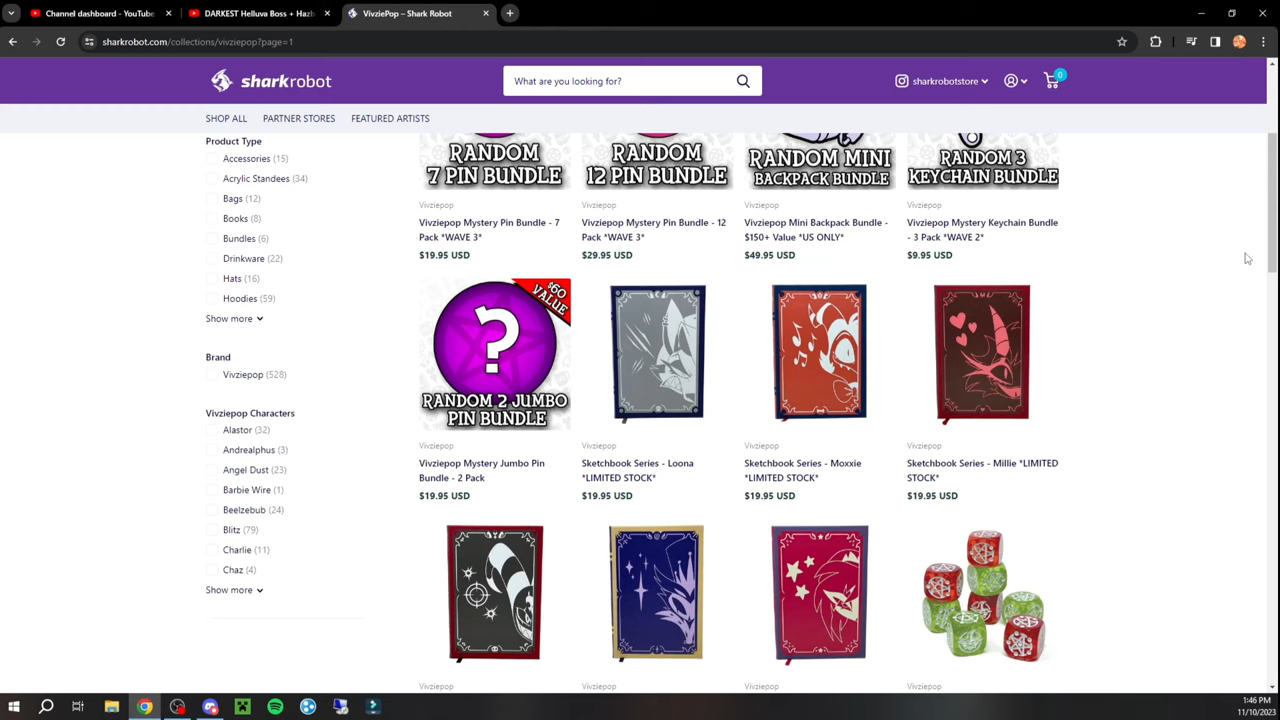 Channel dashboard - YouTube
DARKEST Helluva Boss + Hazb
VivziePop – Shark Robot
sharkrobot.com/collections/vivziepop?page=1
sharkrobot
What are you looking for?
sharkrobotstore
0
SHOP ALL
PARTNER STORES
FEATURED ARTISTS
Product Type
Accessories (15)
Acrylic Standees (34)
Bags (12)
Books (8)
Bundles (6)
Drinkware (22)
Hats (16)
Hoodies (59)
Show more
Brand
Vivziepop (528)
Vivziepop Characters
Alastor (32)
Andrealphus (3)
Angel Dust (23)
Barbie Wire (1)
Beelzebub (24)
Blitz (79)
Charlie (11)
Chaz (4)
Show more
RANDOM
7 PIN BUNDLE
Vivziepop
Vivziepop Mystery Pin Bundle - 7
Pack *WAVE 3*
$19.95 USD
RANDOM
12 PIN BUNDLE
Vivziepop
Vivziepop Mystery Pin Bundle - 12
Pack *WAVE 3*
$29.95 USD
RANDOM MINI
BACKPACK BUNDLE
Vivziepop
Vivziepop Mini Backpack Bundle -
$150+ Value *US ONLY*
$49.95 USD
RANDOM 3
KEYCHAIN BUNDLE
Vivziepop
Vivziepop Mystery Keychain Bundle
- 3 Pack *WAVE 2*
$9.95 USD
$60
VALUE
?
RANDOM 2 JUMBO
PIN BUNDLE
Vivziepop
Vivziepop Mystery Jumbo Pin
Bundle - 2 Pack
$19.95 USD
Vivziepop
Sketchbook Series - Loona
*LIMITED STOCK*
$19.95 USD
Vivziepop
Sketchbook Series - Moxxie
*LIMITED STOCK*
$19.95 USD
Vivziepop
Sketchbook Series - Millie *LIMITED
STOCK*
$19.95 USD
Vivziepop
Vivziepop
Vivziepop
Vivziepop
1:46 PM
11/10/2023